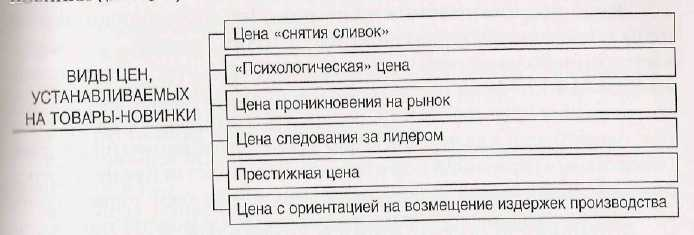 ВИДЫ ЦЕН,
УСТАНАВЛИВАЕМЫХ
НА ТОВАРЫ-НОВИНКИ
Цена «снятия сливок»
«Психологическая» цена
Цена проникновения на рынок
Цена следования за лидером
Престижная цена
Цена с ориентацией на возмещение издержек производства